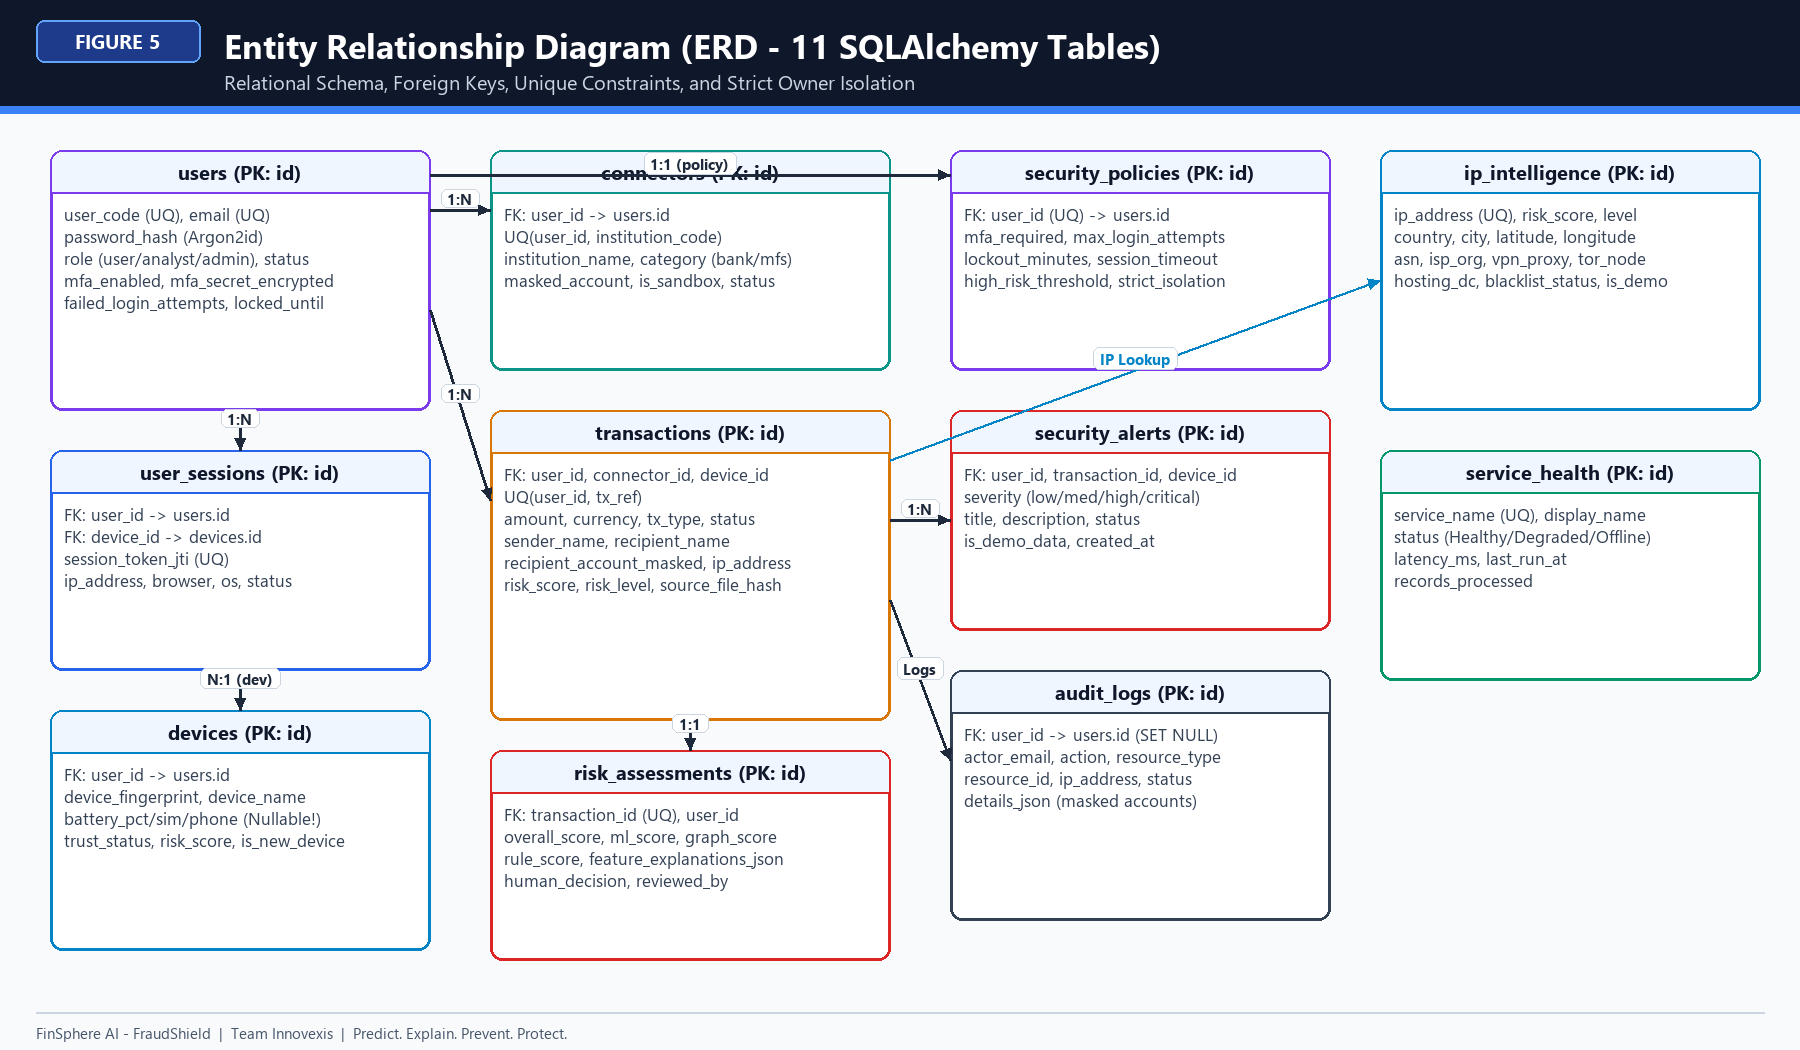 FIGURE 5
Entity Relationship Diagram (ERD - 11 SQLAlchemy Tables)
Relational Schema, Foreign Keys, Unique Constraints, and Strict Owner Isolation
users (PK: id)
user_code (UQ), email (UQ)
password_hash (Argon2id)
role (user/analyst/admin), status
mfa_enabled, mfa_secret_encrypted
failed_login_attempts, locked_until
1:1 (policy)
1:N
connectors (PK: id)
FK: user_id -> users.id
UQ(user_id, institution_code)
institution_name, category (bank/mfs)
masked_account, is_sandbox, status
security_policies (PK: id)
FK: user_id (UQ) -> users.id
mfa_required, max_login_attempts
lockout_minutes, session_timeout
high_risk_threshold, strict_isolation
ip_intelligence (PK: id)
ip_address (UQ), risk_score, level
country, city, latitude, longitude
asn, isp_org, vpn_proxy, tor_node
hosting_dc, blacklist_status, is_demo
IP Lookup
1:N
1:N
user_sessions (PK: id)
FK: user_id -> users.id
FK: device_id -> devices.id
session_token_jti (UQ)
ip_address, browser, os, status
transactions (PK: id)
FK: user_id, connector_id, device_id
UQ(user_id, tx_ref)
amount, currency, tx_type, status
sender_name, recipient_name
recipient_account_masked, ip_address
risk_score, risk_level, source_file_hash
1:N
security_alerts (PK: id)
FK: user_id, transaction_id, device_id
severity (low/med/high/critical)
title, description, status
is_demo_data, created_at
service_health (PK: id)
service_name (UQ), display_name
status (Healthy/Degraded/Offline)
latency_ms, last_run_at
records_processed
N:1 (dev)
Logs
devices (PK: id)
FK: user_id -> users.id
device_fingerprint, device_name
battery_pct/sim/phone (Nullable!)
trust_status, risk_score, is_new_device
1:1
risk_assessments (PK: id)
FK: transaction_id (UQ), user_id
overall_score, ml_score, graph_score
rule_score, feature_explanations_json
human_decision, reviewed_by
audit_logs (PK: id)
FK: user_id -> users.id (SET NULL)
actor_email, action, resource_type
resource_id, ip_address, status
details_json (masked accounts)
FinSphere AI - FraudShield | Team Innovexis | Predict. Explain. Prevent. Protect.